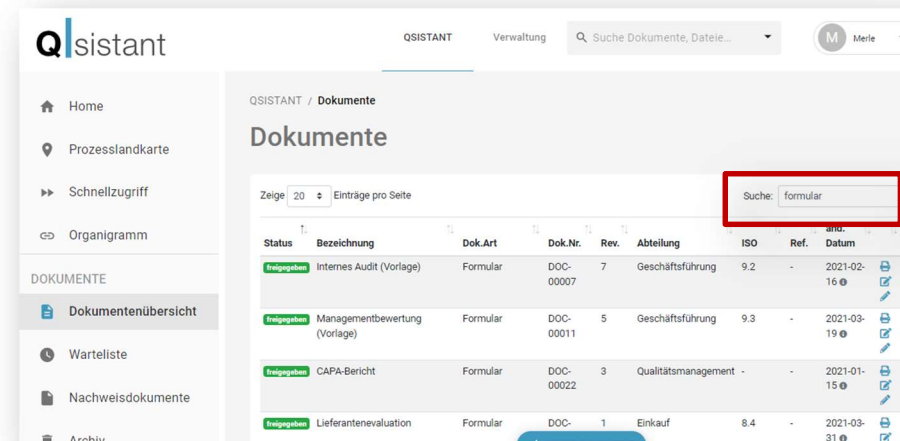 QIsistant
QSISTANT Verwaltung Suche Dokumente, Dateie... M Merle
Home
Prozesslandkarte
Schnellzugriff
Organigramm
DOKUMENTE
Dokumentenübersicht
Warteliste
Nachweisdokumente
Archiv
QSISTANT / Dokumente
Dokumente
Zeige 20 Einträge pro Seite Suche: formular
Status Bezeichnung Dok.Art Dok.Nr. Rev. Abteilung ISO Ref. änd. Datum
freigegeben Internes Audit (Vorlage) Formular DOC- 7 Geschäftsführung 9.2 - 2021-02-
00007 16
freigegeben Managementbewertung Formular DOC- 5 Geschäftsführung 9.3 - 2021-03-
(Vorlage) 00011 19
freigegeben CAPA-Bericht Formular DOC- 3 Qualitätsmanagement - - 2021-01-
00022 15
freigegeben Lieferantenevaluation Formular DOC- 1 Einkauf 8.4 - 2021-03-
31